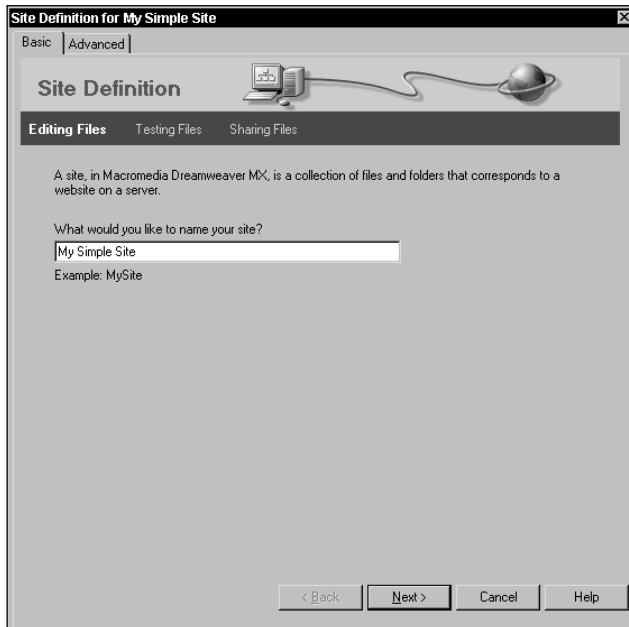 Site Definition for My Simple Site
Basic Advanced
Site Definition
Editing Files Testing Files Sharing Files
A site, in Macromedia Dreamweaver MX, is a collection of files and folders that corresponds to a
website on a server.
What would you like to name your site?
My Simple Site
Example: MySite
< Back Next > Cancel Help